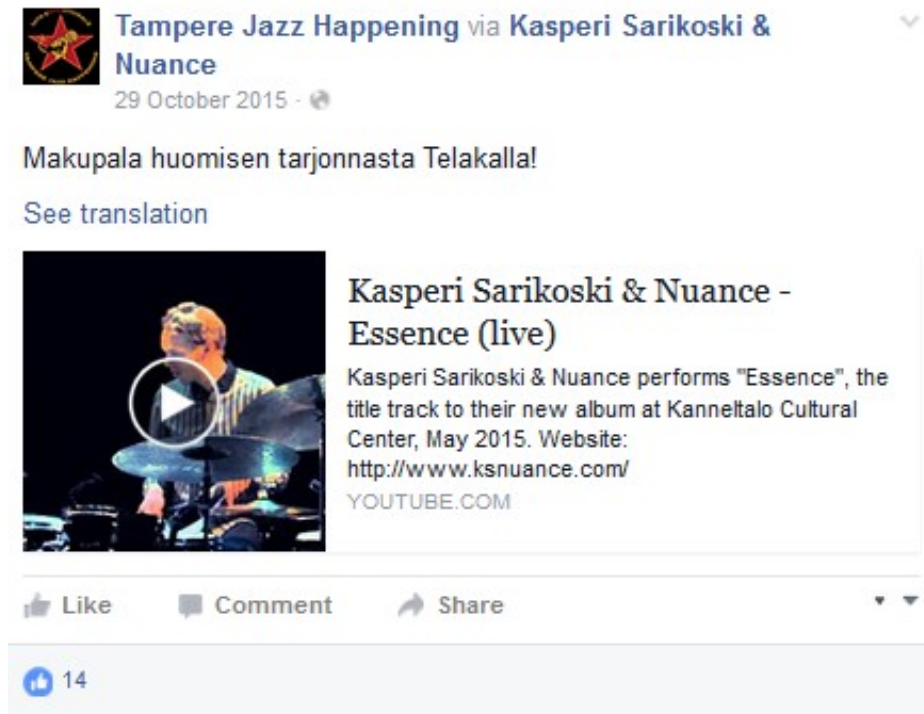 Tampere Jazz Happening via Kasperi Sarikoski &
Nuance
29 October 2015 ·
Makupala huomisen tarjonnasta Telakalla!
See translation
Kasperi Sarikoski & Nuance -
Essence (live)
Kasperi Sarikoski & Nuance performs "Essence", the
title track to their new album at Kanneltalo Cultural
Center, May 2015. Website:
http://www.ksnuance.com/
YOUTUBE.COM
Like Comment Share
14